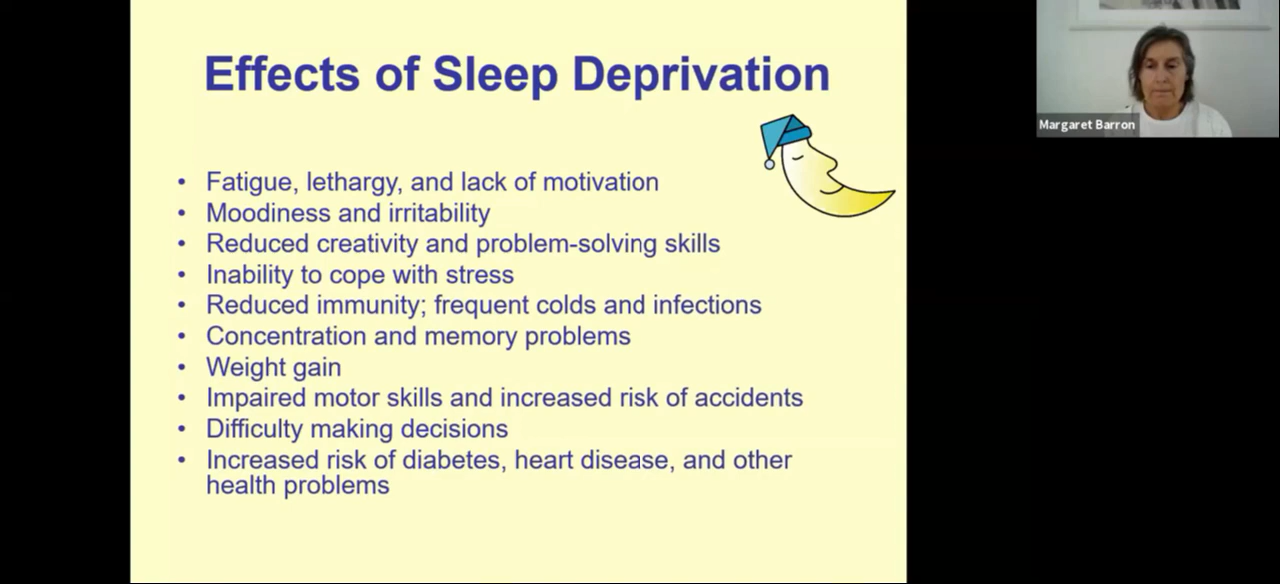 Effects of Sleep Deprivation
• Fatigue, lethargy, and lack of motivation
• Moodiness and irritability
• Reduced creativity and problem-solving skills
• Inability to cope with stress
• Reduced immunity; frequent colds and infections
• Concentration and memory problems
• Weight gain
• Impaired motor skills and increased risk of accidents
• Difficulty making decisions
• Increased risk of diabetes, heart disease, and other
health problems
Margaret Barron